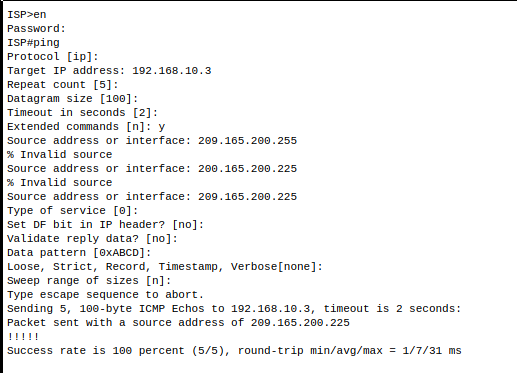 ISP>en
Password:
ISP#ping
Protocol [ip]:
Target IP address: 192.168.10.3
Repeat count [5]:
Datagram size [100]:
Timeout in seconds [2]:
Extended commands [n]: y
Source address or interface: 209.165.200.255
% Invalid source
Source address or interface: 200.165.200.225
% Invalid source
Source address or interface: 209.165.200.225
Type of service [0]:
Set DF bit in IP header? [no]:
Validate reply data? [no]:
Data pattern [0xABCD]:
Loose, Strict, Record, Timestamp, Verbose[none]:
Sweep range of sizes [n]:
Type escape sequence to abort.
Sending 5, 100-byte ICMP Echos to 192.168.10.3, timeout is 2 seconds:
Packet sent with a source address of 209.165.200.225
!!!!!
Success rate is 100 percent (5/5), round-trip min/avg/max = 1/7/31 ms